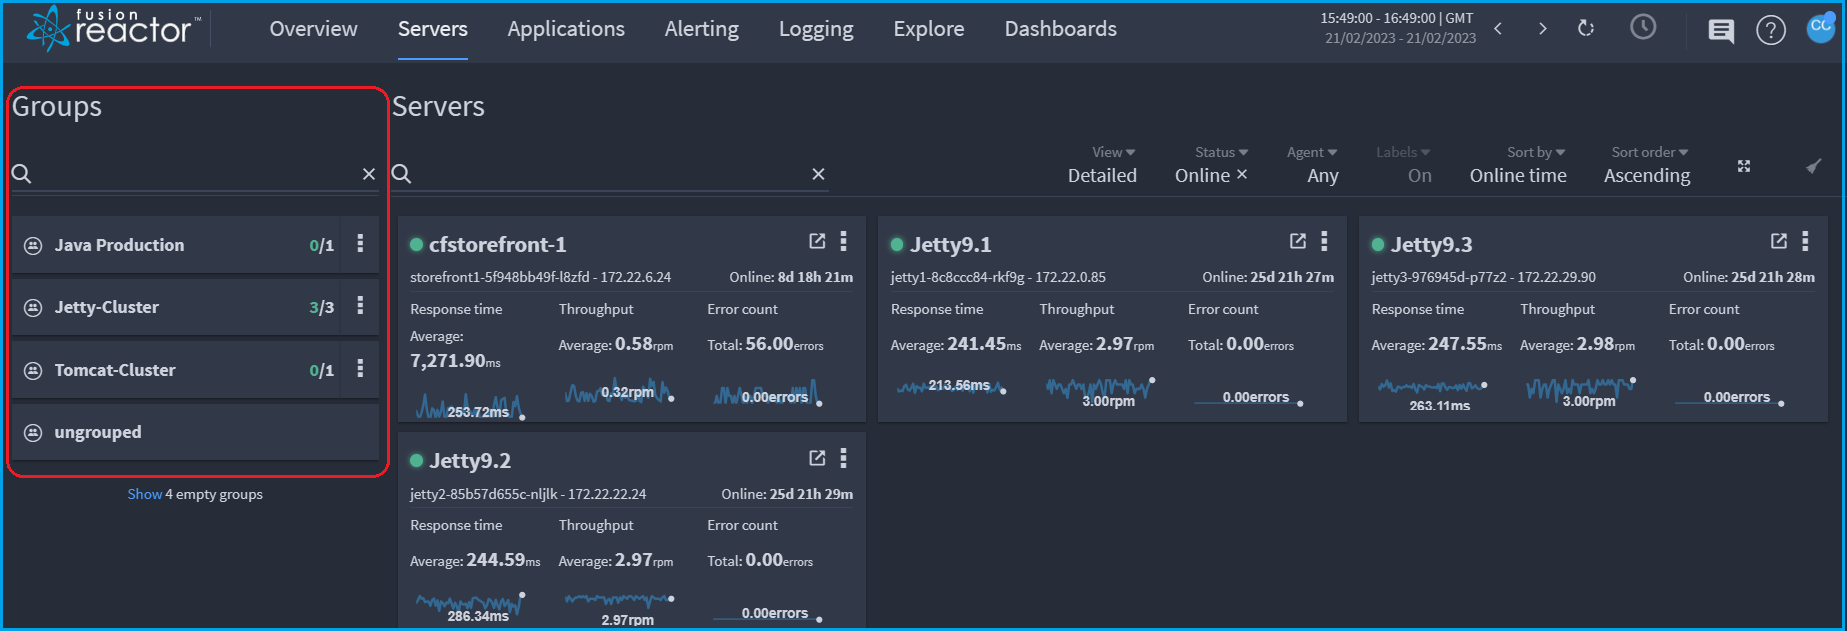 fusion
reactor™
Overview
Servers
Applications
Alerting
Logging
Explore
Dashboards
15:49:00 - 16:49:00 | GMT
21/02/2023 - 21/02/2023
?
CC
Groups
Java Production 0/1
Jetty-Cluster 3/3
Tomcat-Cluster 0/1
ungrouped
Show 4 empty groups
Servers
View
Detailed
Status
Online ×
Agent
Any
Labels
On
Sort by
Online time
Sort order
Ascending
cfstorefront-1
storefront1-5f948bb49f-l8zfd - 172.22.6.24
Online: 8d 18h 21m
Response time
Throughput
Error count
Average:
7,271.90ms
Average: 0.58rpm
Total: 56.00errors
253.72ms
0.32rpm
0.00errors
Jetty9.1
jetty1-8c8ccc84-rkf9g - 172.22.0.85
Online: 25d 21h 27m
Response time
Throughput
Error count
Average: 241.45ms
Average: 2.97rpm
Total: 0.00errors
213.56ms
3.00rpm
0.00errors
Jetty9.3
jetty3-976945d-p77z2 - 172.22.29.90
Online: 25d 21h 28m
Response time
Throughput
Error count
Average: 247.55ms
Average: 2.98rpm
Total: 0.00errors
263.11ms
3.00rpm
0.00errors
Jetty9.2
jetty2-85b57d655c-nljlk - 172.22.22.24
Online: 25d 21h 29m
Response time
Throughput
Error count
Average: 244.59ms
Average: 2.97rpm
Total: 0.00errors
286.34ms
2.97rpm
0.00errors